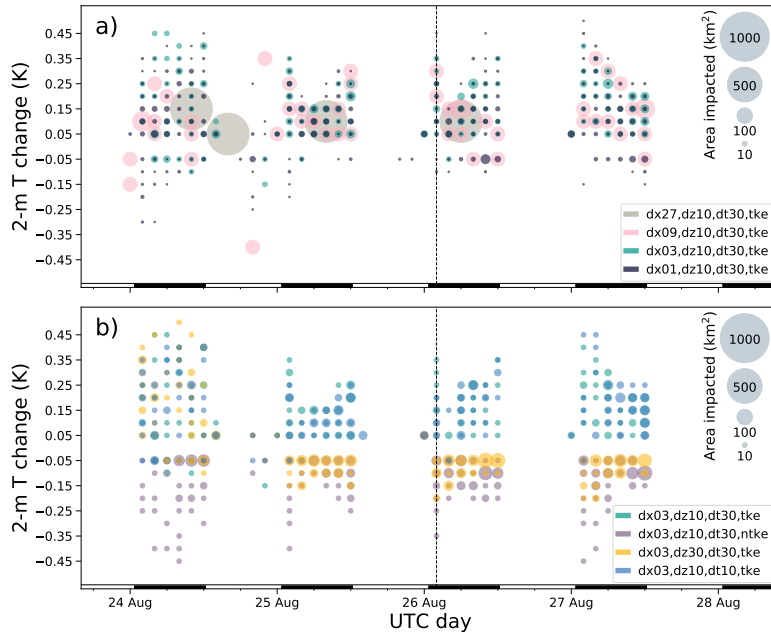 a)
2-m T change (K)
0.45
0.35
0.25
0.15
0.05
−0.05
−0.15
−0.25
−0.35
−0.45
Area impacted (km²)
1000
500
100
10
dx27,dz10,dt30,tke
dx09,dz10,dt30,tke
dx03,dz10,dt30,tke
dx01,dz10,dt30,tke
b)
2-m T change (K)
0.45
0.35
0.25
0.15
0.05
−0.05
−0.15
−0.25
−0.35
−0.45
Area impacted (km²)
1000
500
100
10
dx03,dz10,dt30,tke
dx03,dz10,dt30,ntke
dx03,dz30,dt30,tke
dx03,dz10,dt10,tke
24 Aug
25 Aug
26 Aug
27 Aug
28 Aug
UTC day